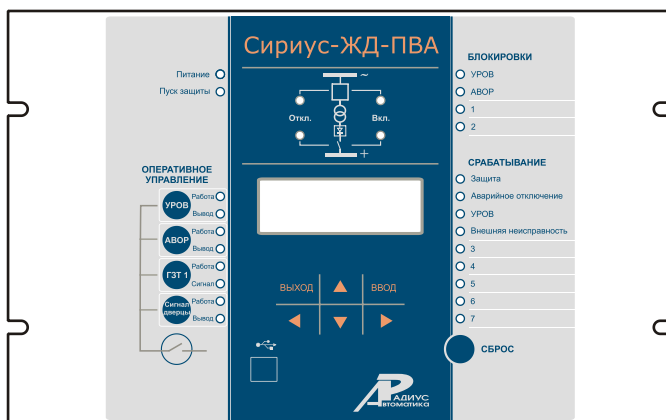 Сириус-ЖД-ПВА
Питание
Пуск защиты
~
Откл.
Вкл.
+
ОПЕРАТИВНОЕ
УПРАВЛЕНИЕ
УРОВ
Работа
Вывод
АВОР
Работа
Вывод
ГЗТ 1
Работа
Сигнал
Сигнал
дверцы
Работа
Вывод
ВЫХОД
ВВОД
БЛОКИРОВКИ
УРОВ
АВОР
1
2
СРАБАТЫВАНИЕ
Защита
Аварийное отключение
УРОВ
Внешняя неисправность
3
4
5
6
7
СБРОС
РАДИУС
Автоматика